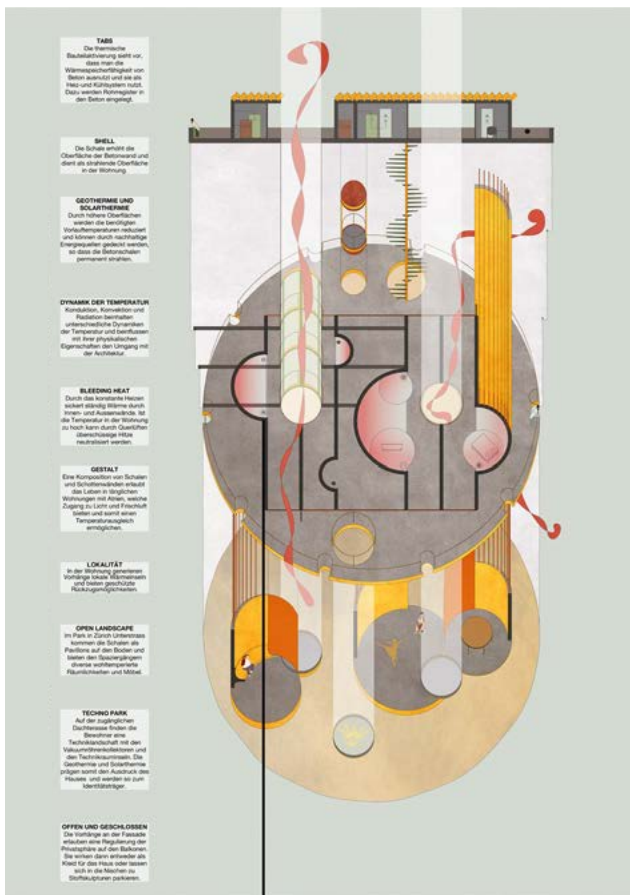 TABS
Die thermische
Bauteilaktivierung sieht vor,
dass man die
Wärmespeicherfähigkeit von
Beton ausnutzt und sie als
Heiz-und Kühlsystem nutzt.
Dazu werden Rohrregister in
den Beton eingelegt.
SHELL
Die Schale erhöht die
Oberfläche der Betonwand und
dient als strahlende Oberfläche
in der Wohnung.
GEOTHERMIE UND
SOLARTHERMIE
Durch höhere Oberflächen
werden die benötigten
Vorlauftemperaturen reduziert
und können durch nachhaltige
Energiequellen gedeckt werden,
so dass die Betonschalen
permanent strahlen.
DYNAMIK DER TEMPERATUR
Konduktion, Konvektion und
Radiation beinhalten
unterschiedliche Dynamiken
der Temperatur und beinflussen
mit ihrer physikalischen
Eigenschaften den Umgang mit
der Architektur.
BLEEDING HEAT
Durch das konstante Heizen
sickert ständig Wärme durch
Innen- und Aussenwände. Ist
die Temperatur in der Wohnung
zu hoch kann durch Querlüften
überschüssige Hitze
neutralisiert werden.
GESTALT
Eine Komposition von Schalen
und Schottenwänden erlaubt
das Leben in länglichen
Wohnungen mit Atrien, welche
Zugang zu Licht und Frischluft
bieten und somit einen
Temperaturausgleich
ermöglichen.
LOKALITÄT
In der Wohnung generieren
Vorhänge lokale Wärmeinseln
und bieten geschützte
Rückzugsmöglichkeiten
OPEN LANDSCAPE
Im Park in Zürich Unterstrass
kommen die Schalen als
Pavillons auf den Boden und
bieten den Spaziergängern
diverse wohltemperierte
Räumlichkeiten und Möbel.
TECHNO PARK
Auf der zugänglichen
Dachterrasse finden die
Bewohner eine
Techniklandschaft mit den
Vakuumröhrenkollektoren und
den Technikrauminseln. Die
Geothermie und Solarthermie
prägen somit den Ausdruck des
Hauses und werden so zum
Identitätsträger.
OFFEN UND GESCHLOSSEN
Die Vorhänge an der Fassade
erlauben eine Regulierung der
Privatsphäre auf den Balkonen.
Sie wirken dann entweder als
Kleid für das Haus oder lassen
sich in die Nischen zu
Stoffskulpturen parkieren.